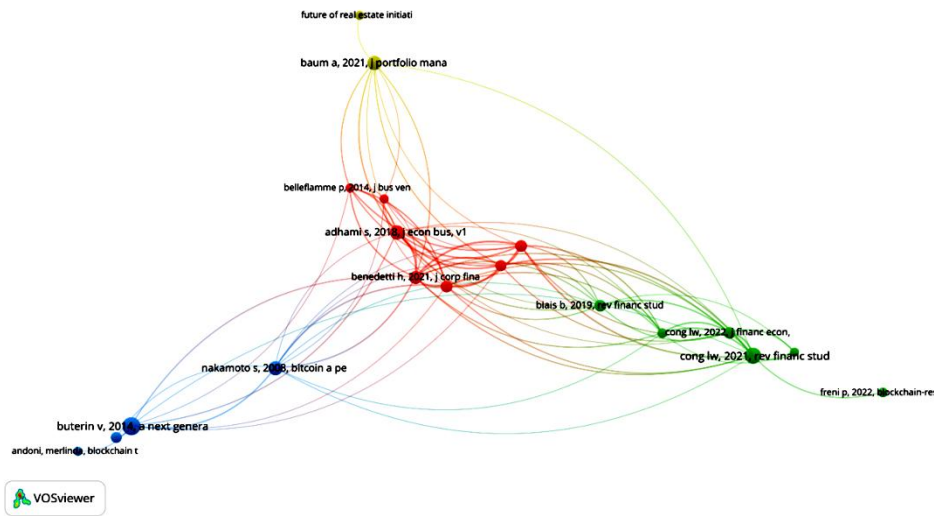 future of real estate initiati
baum a, 2021, j portfolio mana
belleflamme p, 2014, j bus ven
adhami s, 2018, j econ bus, v1
benedetti h, 2021, j corp fina
biais b, 2019, rev financ stud
cong lw, 2022, j financ econ,
cong lw, 2021, rev financ stud
nakamoto s, 2008, bitcoin a pe
freni p, 2022, blockchain-res
buterin v, 2014, a next genera
andoni, merlinda, blockchain t
VOSviewer